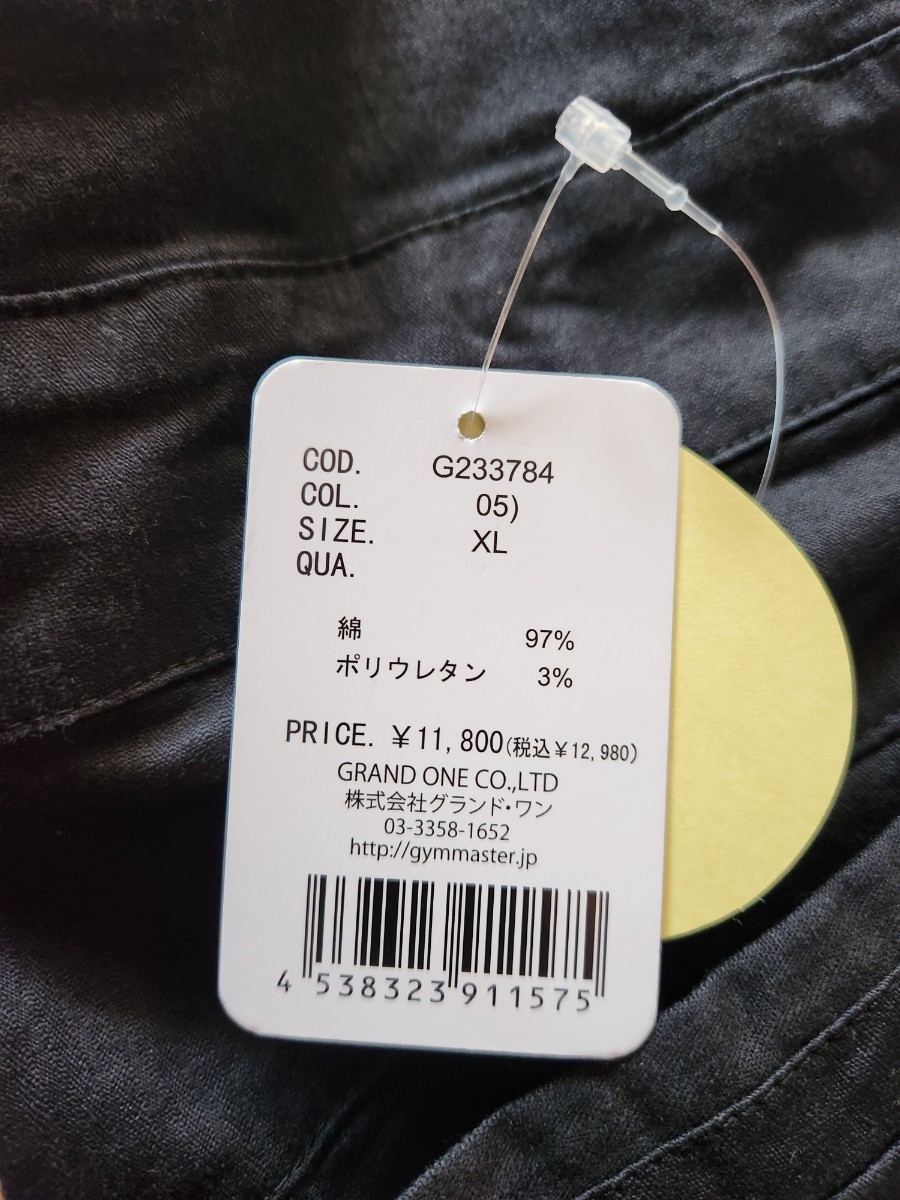 COD. G233784
COL. 05)
SIZE. XL
QUA.
綿 97%
ポリウレタン 3%
PRICE. ¥11,800(税込¥12,980)
GRAND ONE CO.,LTD
株式会社グランド・ワン
03-3358-1652
http://gymmaster.jp
4 538323 911575